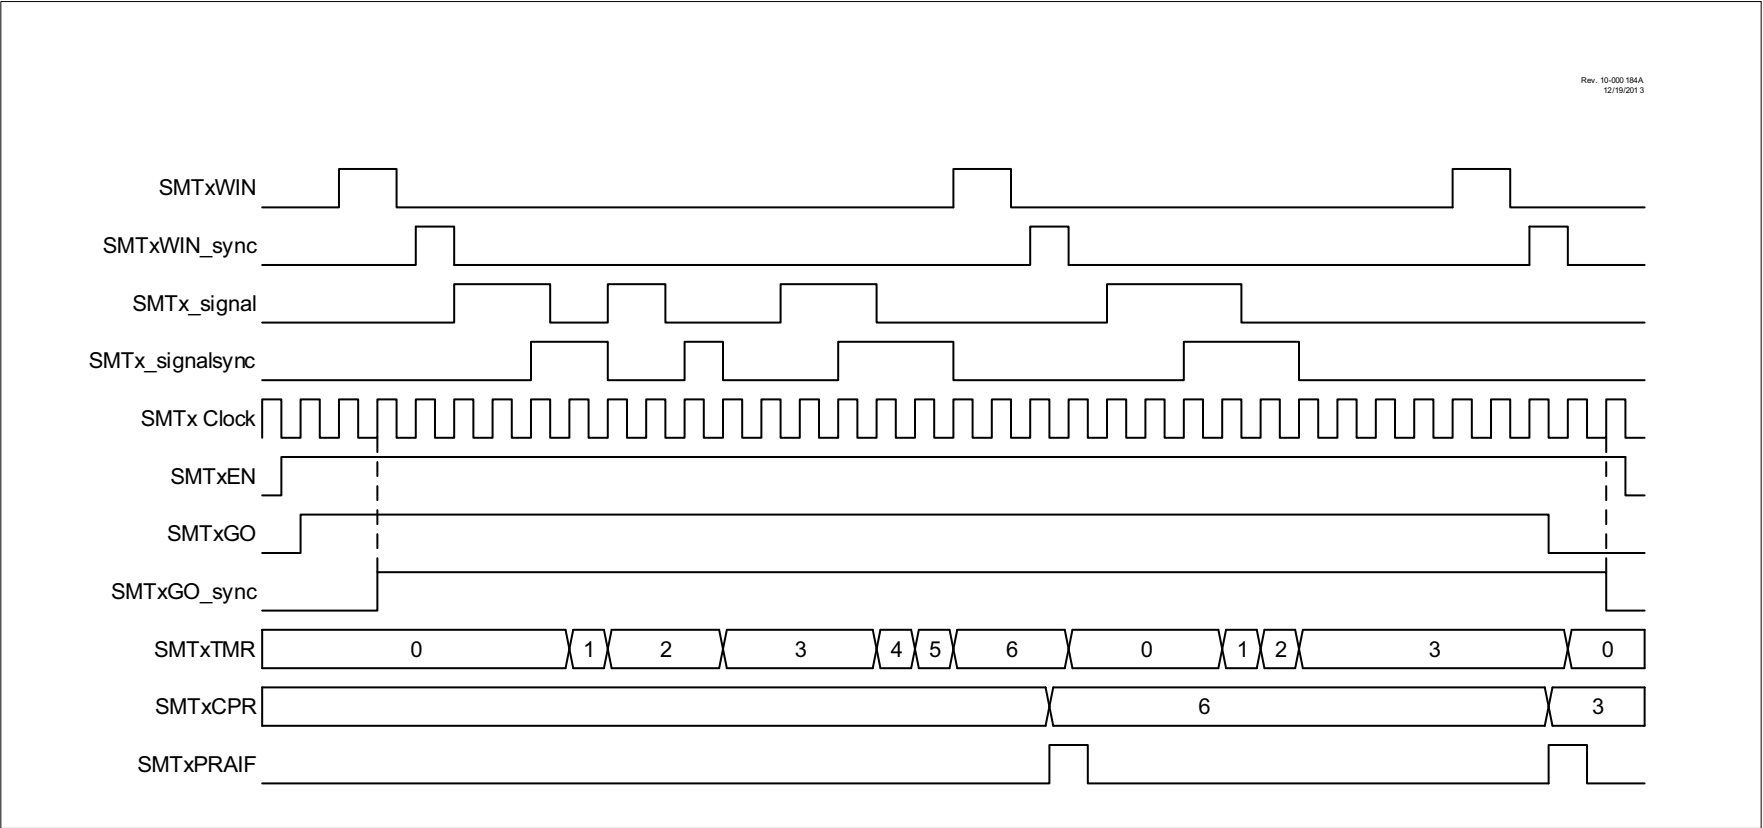 Rev. 10-000 184A
12/19/201 3
SMTxWIN
SMTxWIN_sync
SMTx_signal
SMTx_signalsync
SMTx Clock
SMTxEN
SMTxGO
SMTxGO_sync
SMTxTMR 0 1 2 3 4 5 6 0 1 2 3 0
SMTxCPR 6 3
SMTxPRAIF